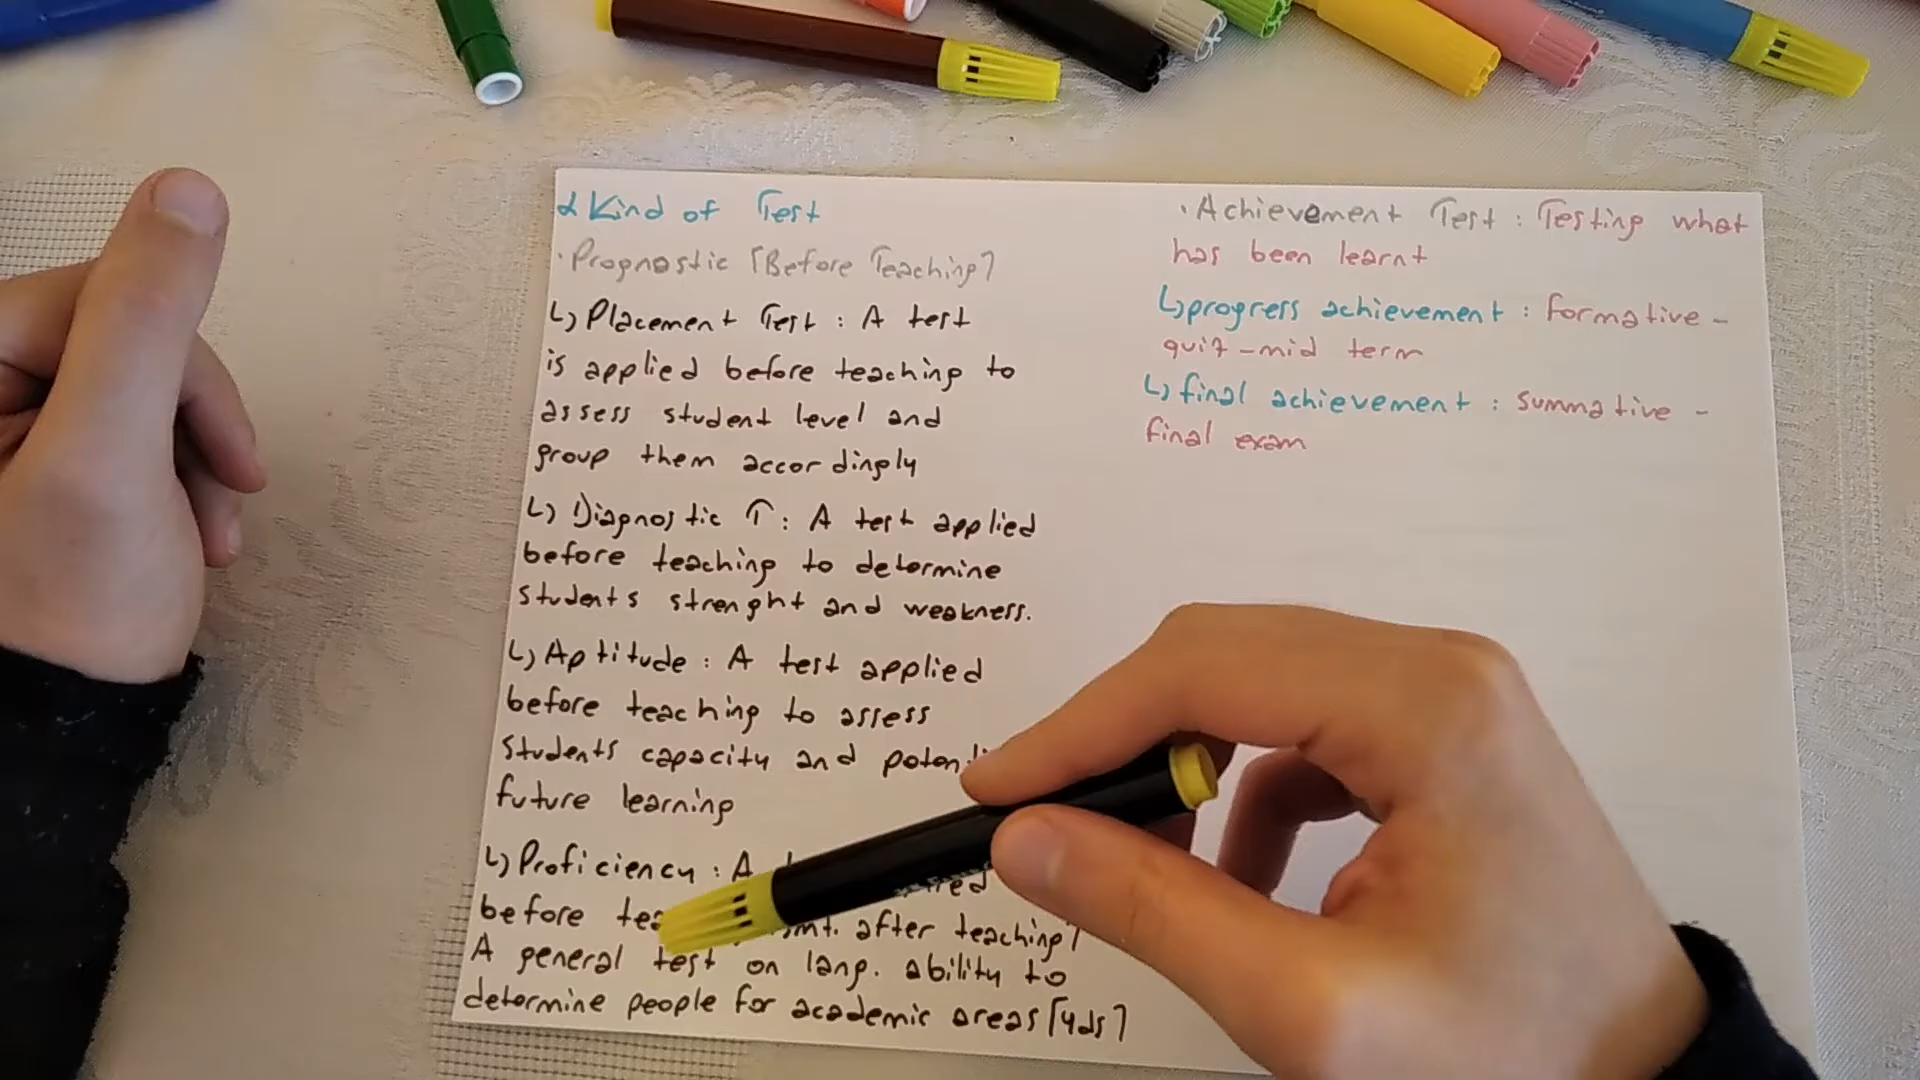 2 Kind of Test
· Prognostic [Before Teaching]
↳ Placement Test : A test
is applied before teaching to
assess student level and
group them accordingly
↳ Diagnostic T : A test applied
before teaching to determine
students strenght and weakness.
↳ Aptitude : A test applied
before teaching to assess
students capacity and
future learning
↳ Proficiency : A
before smt. after teaching]
A general test on lang. ability to
determine people for academic areas [yds]
· Achievement Test : Testing what
has been learnt
↳ progress achievement : formative -
quiz - mid term
↳ final achievement : summative -
final exam